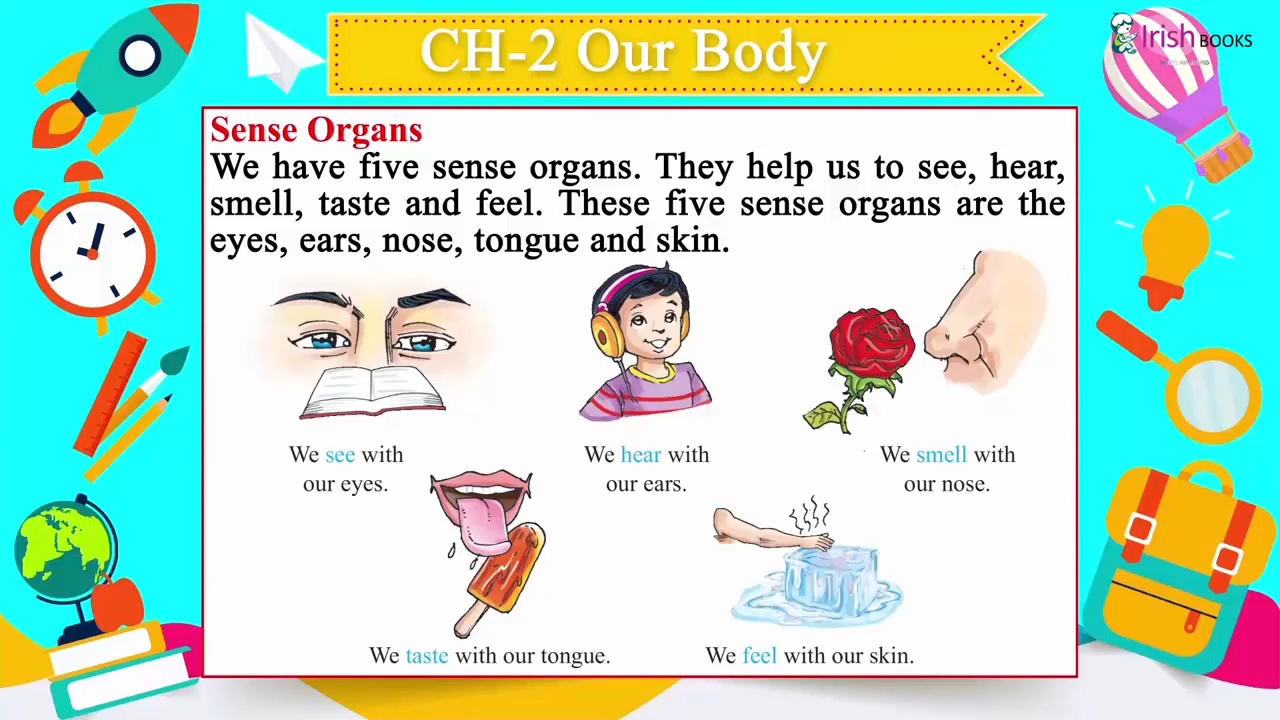 CH-2 Our Body
Irish BOOKS
Sense Organs
We have five sense organs. They help us to see, hear,
smell, taste and feel. These five sense organs are the
eyes, ears, nose, tongue and skin.
We see with
our eyes.
We hear with
our ears.
We smell with
our nose.
We taste with our tongue.
We feel with our skin.